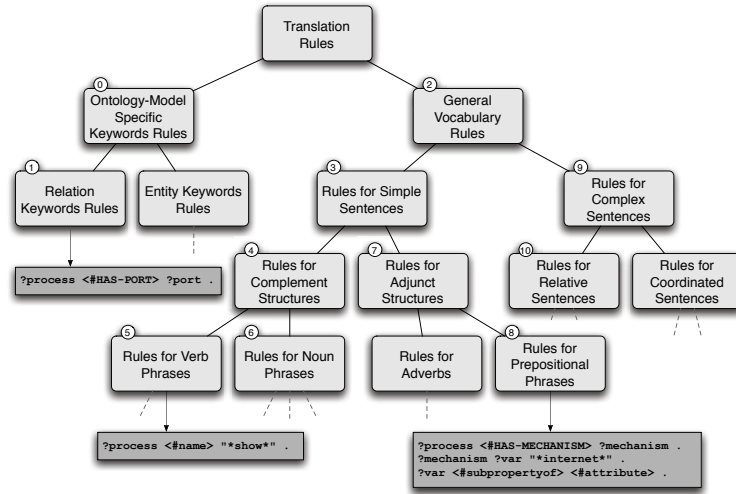 Translation
Rules
0
Ontology-Model
Specific
Keywords Rules
2
General
Vocabulary
Rules
1
Relation
Keywords Rules
Entity Keywords
Rules
3
Rules for Simple
Sentences
9
Rules for
Complex
Sentences
?process <#HAS-PORT> ?port .
4
Rules for
Complement
Structures
7
Rules for
Adjunct
Structures
10
Rules for
Relative
Sentences
Rules for
Coordinated
Sentences
5
Rules for Verb
Phrases
6
Rules for Noun
Phrases
Rules for
Adverbs
8
Rules for
Prepositional
Phrases
?process <#name> "*show*" .
?process <#HAS-MECHANISM> ?mechanism .
?mechanism ?var "*internet*" .
?var <#subpropertyof> <#attribute> .